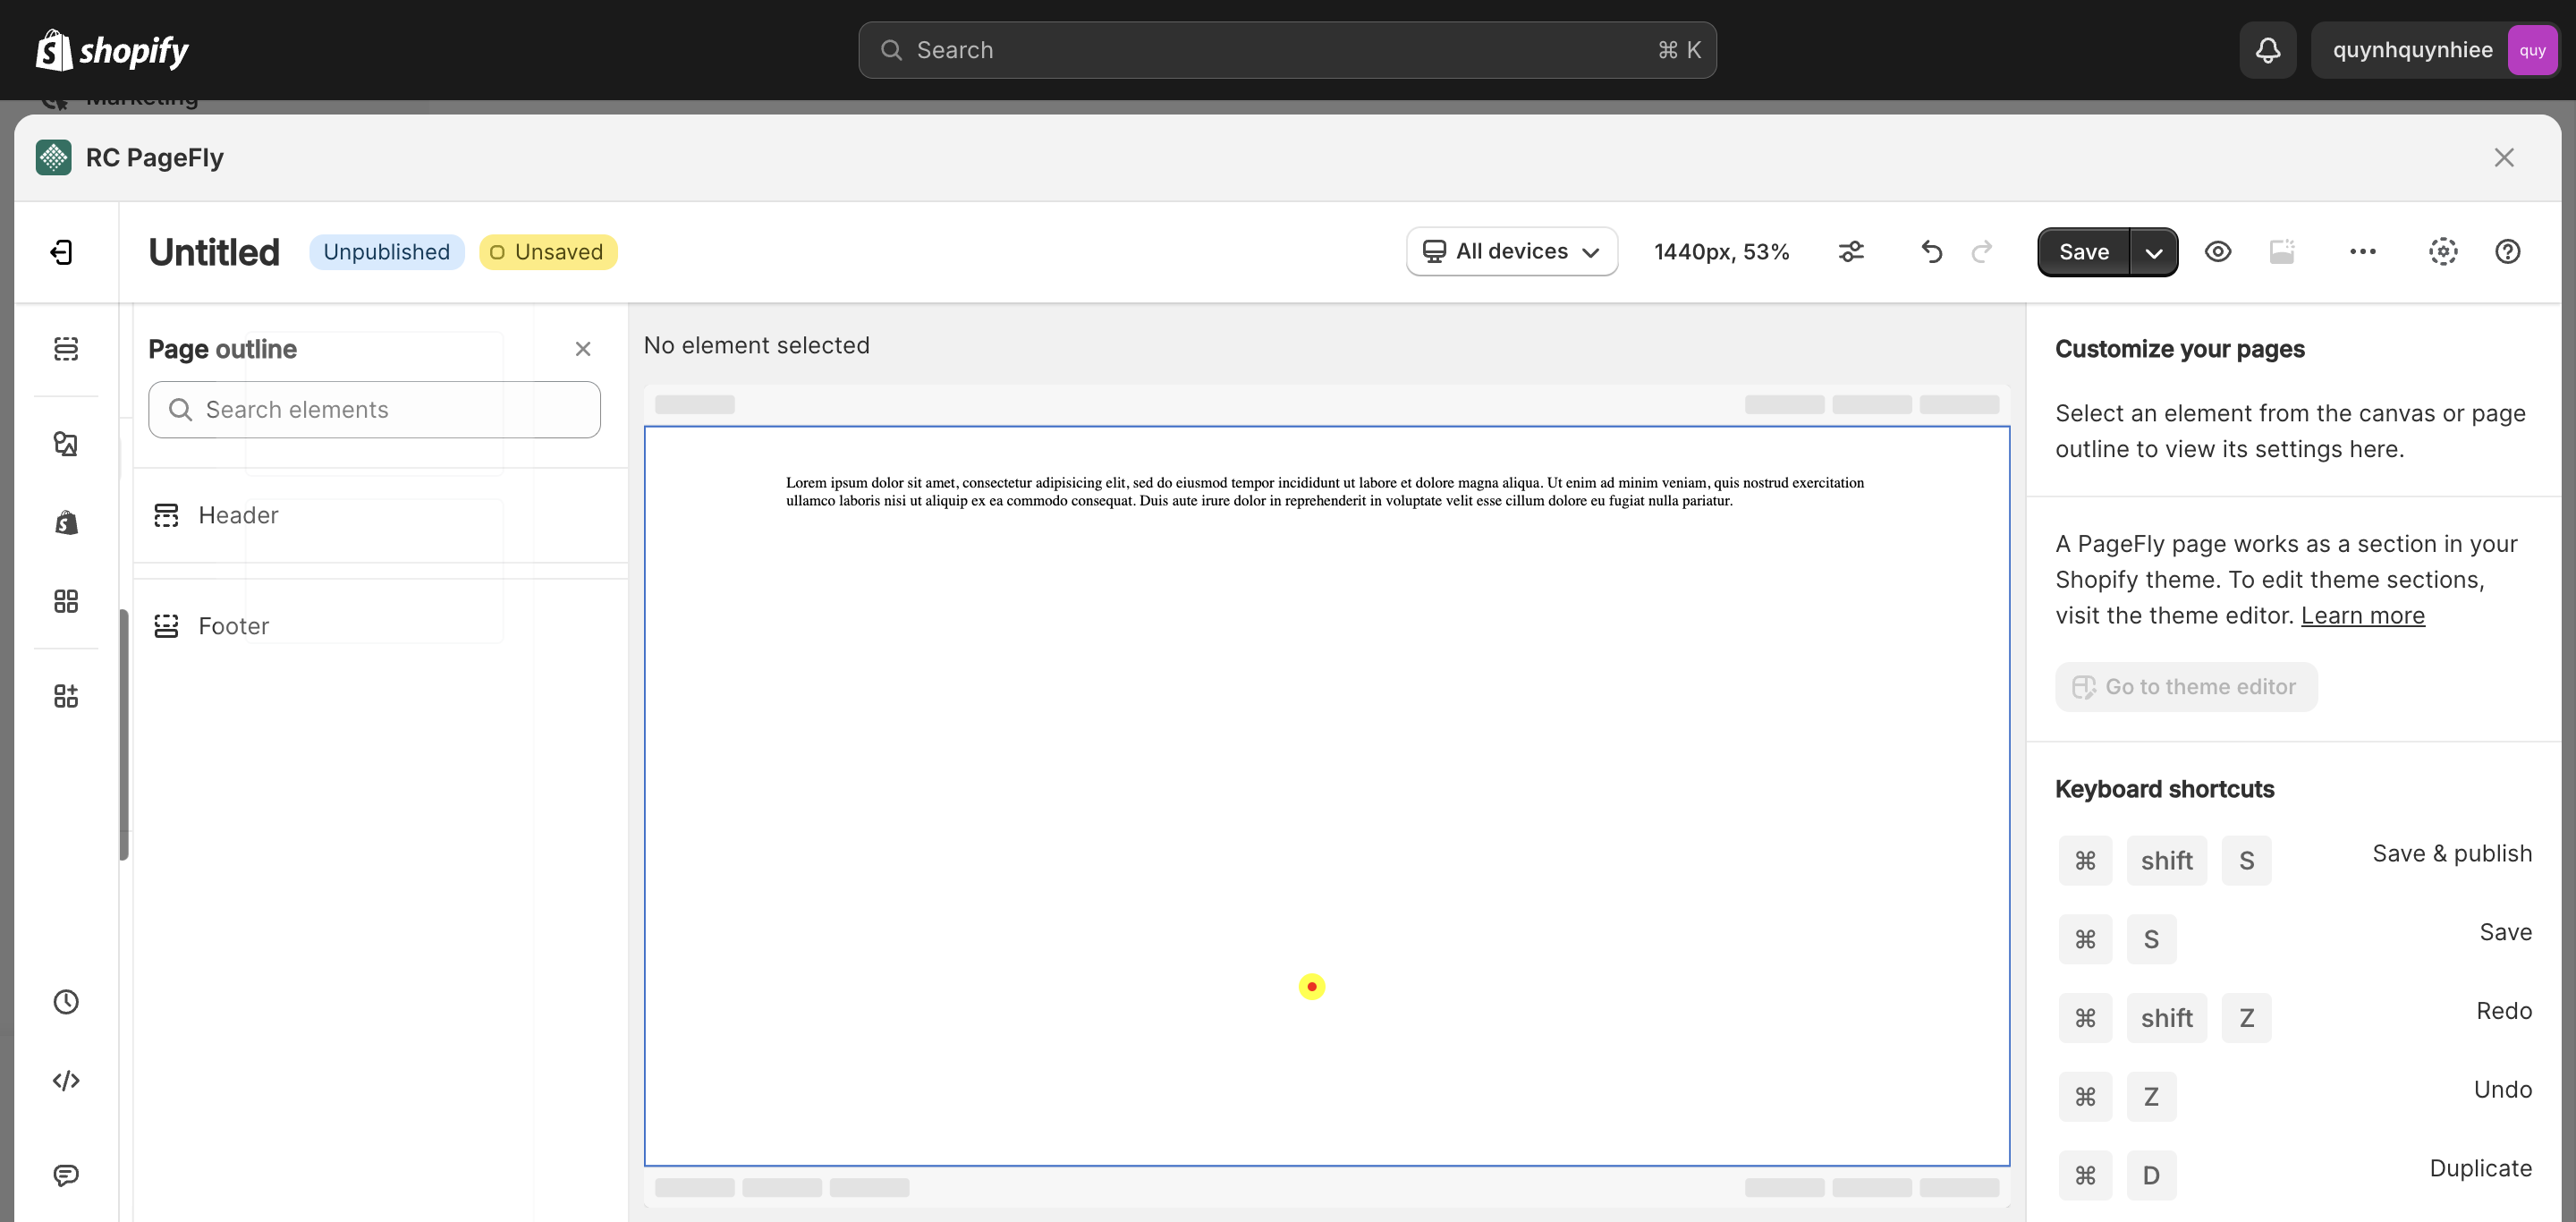 shopify
Search
⌘ K
quynhquynhiee
quy
Marketing
RC PageFly
Untitled
Unpublished
Unsaved
All devices
1440px, 53%
Save
Page outline
Search elements
Header
Footer
No element selected
Lorem ipsum dolor sit amet, consectetur adipisicing elit, sed do eiusmod tempor incididunt ut labore et dolore magna aliqua. Ut enim ad minim veniam, quis nostrud exercitation
ullamco laboris nisi ut aliquip ex ea commodo consequat. Duis aute irure dolor in reprehenderit in voluptate velit esse cillum dolore eu fugiat nulla pariatur.
Customize your pages
Select an element from the canvas or page
outline to view its settings here.
A PageFly page works as a section in your
Shopify theme. To edit theme sections,
visit the theme editor. Learn more
Go to theme editor
Keyboard shortcuts
⌘ shift S Save & publish
⌘ S Save
⌘ shift Z Redo
⌘ Z Undo
⌘ D Duplicate